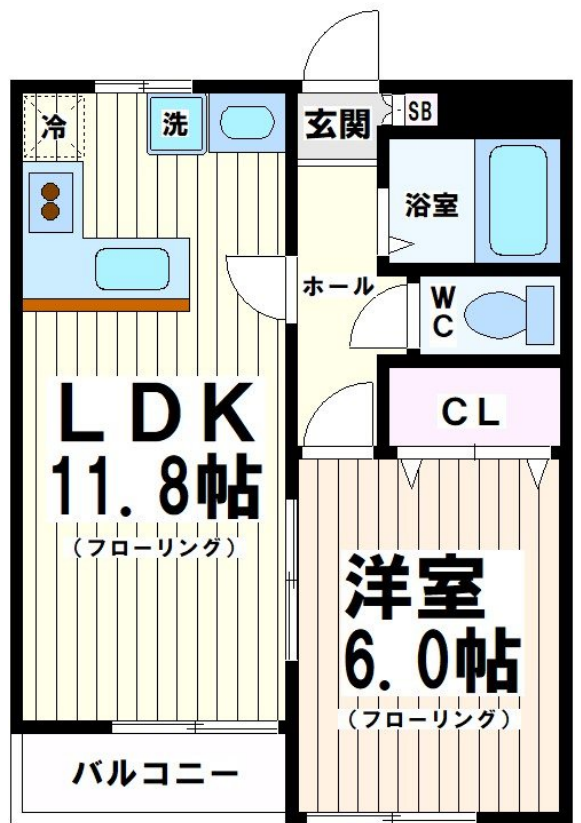 冷
洗
玄関
SB
浴室
ホール
WC
CL
LDK
11.8帖
(フローリング)
洋室
6.0帖
(フローリング)
バルコニー